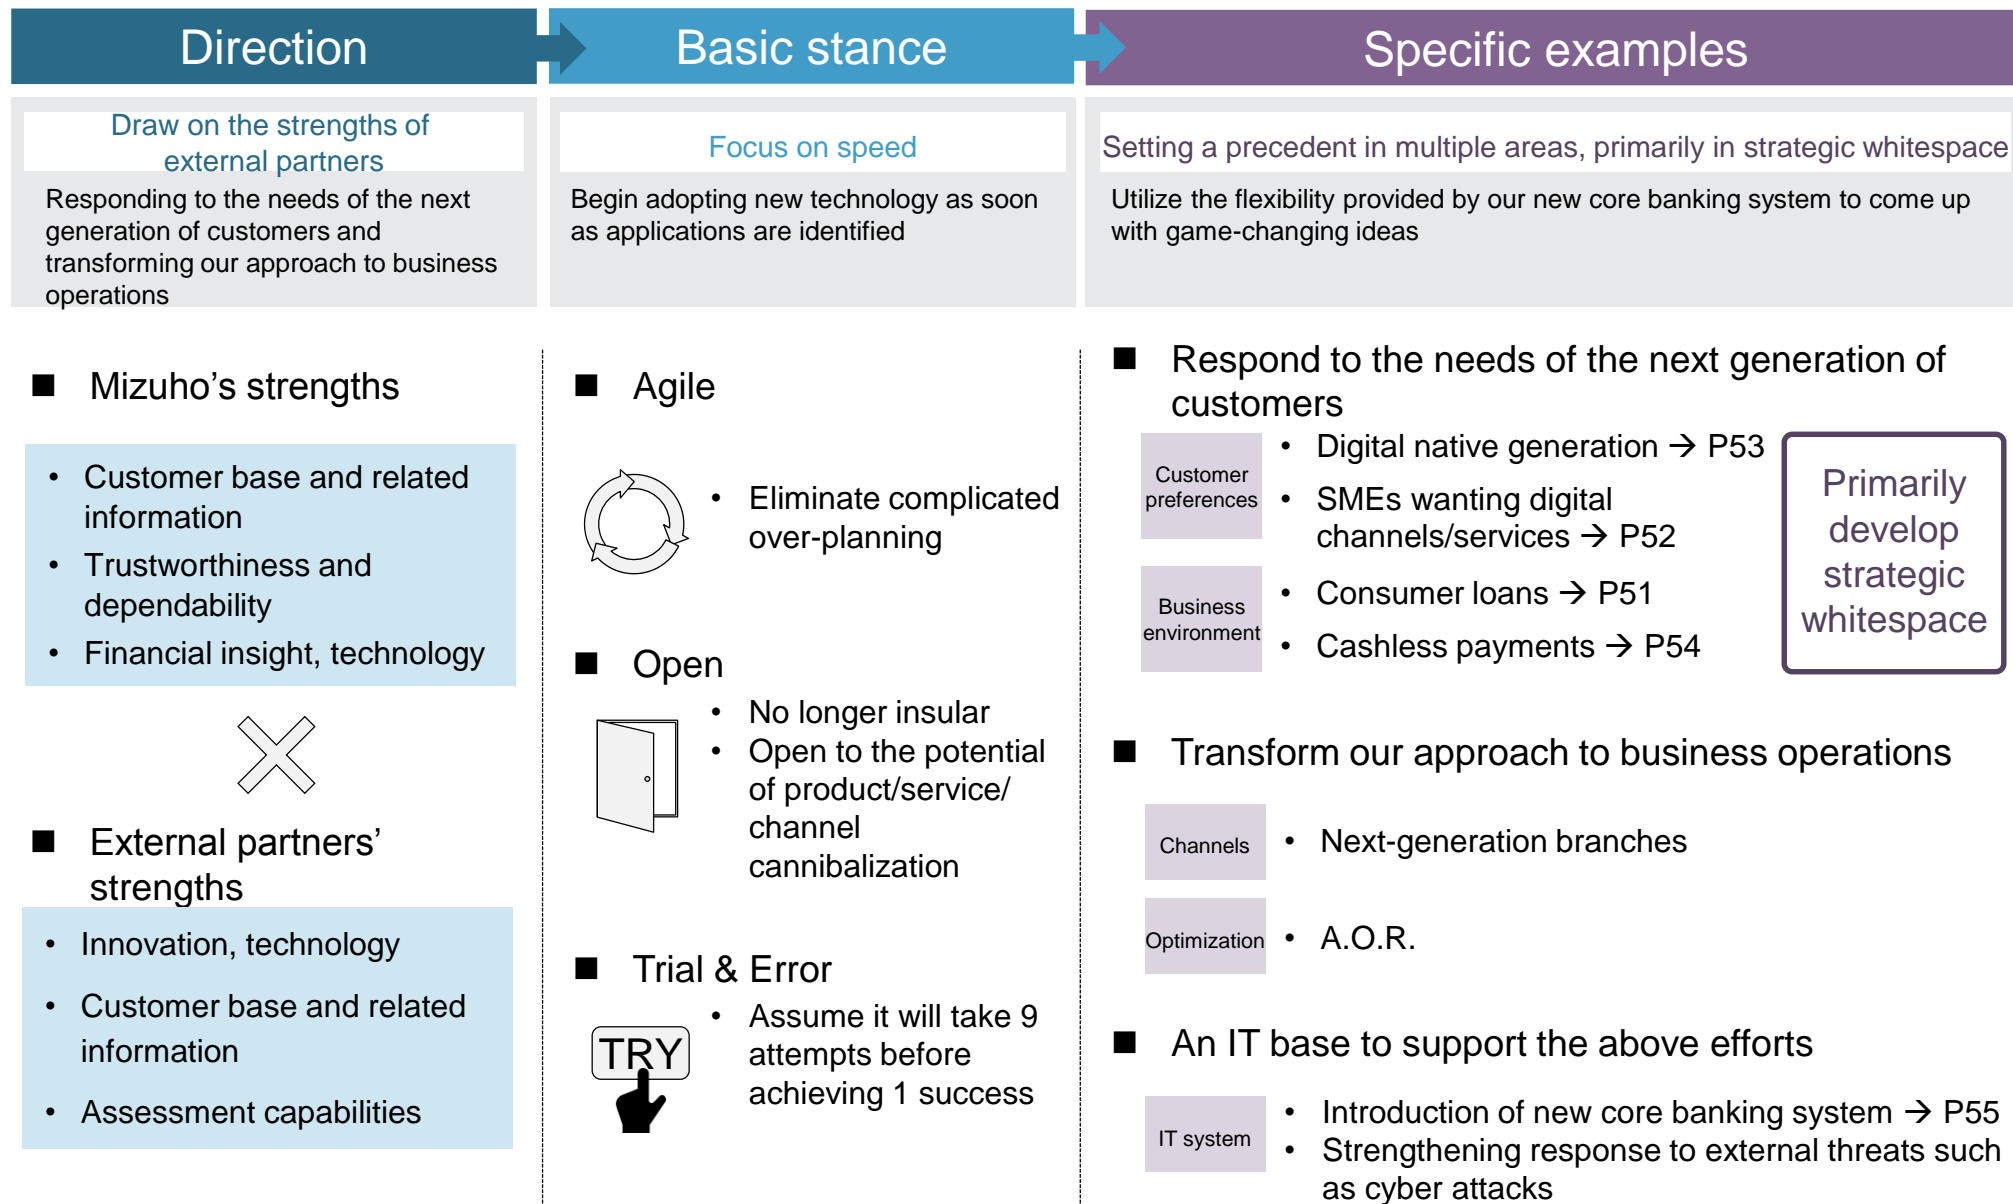 Direction
Basic stance
Specific examples
Draw on the strengths of
external partners
Responding to the needs of the next
generation of customers and
transforming our approach to business
operations
Focus on speed
Begin adopting new technology as soon
as applications are identified
Setting a precedent in multiple areas, primarily in strategic whitespace
Utilize the flexibility provided by our new core banking system to come up
with game-changing ideas
■ Mizuho’s strengths
• Customer base and related
information
• Trustworthiness and
dependability
• Financial insight, technology
■ External partners’
strengths
• Innovation, technology
• Customer base and related
information
• Assessment capabilities
■ Agile
• Eliminate complicated
over-planning
■ Open
• No longer insular
• Open to the potential
of product/service/
channel
cannibalization
■ Trial & Error
TRY
• Assume it will take 9
attempts before
achieving 1 success
■ Respond to the needs of the next generation of
customers
Customer
preferences
• Digital native generation → P53
• SMEs wanting digital
channels/services → P52
Business
environment
• Consumer loans → P51
• Cashless payments → P54
Primarily
develop
strategic
whitespace
■ Transform our approach to business operations
Channels
• Next-generation branches
Optimization
• A.O.R.
■ An IT base to support the above efforts
IT system
• Introduction of new core banking system → P55
• Strengthening response to external threats such
as cyber attacks